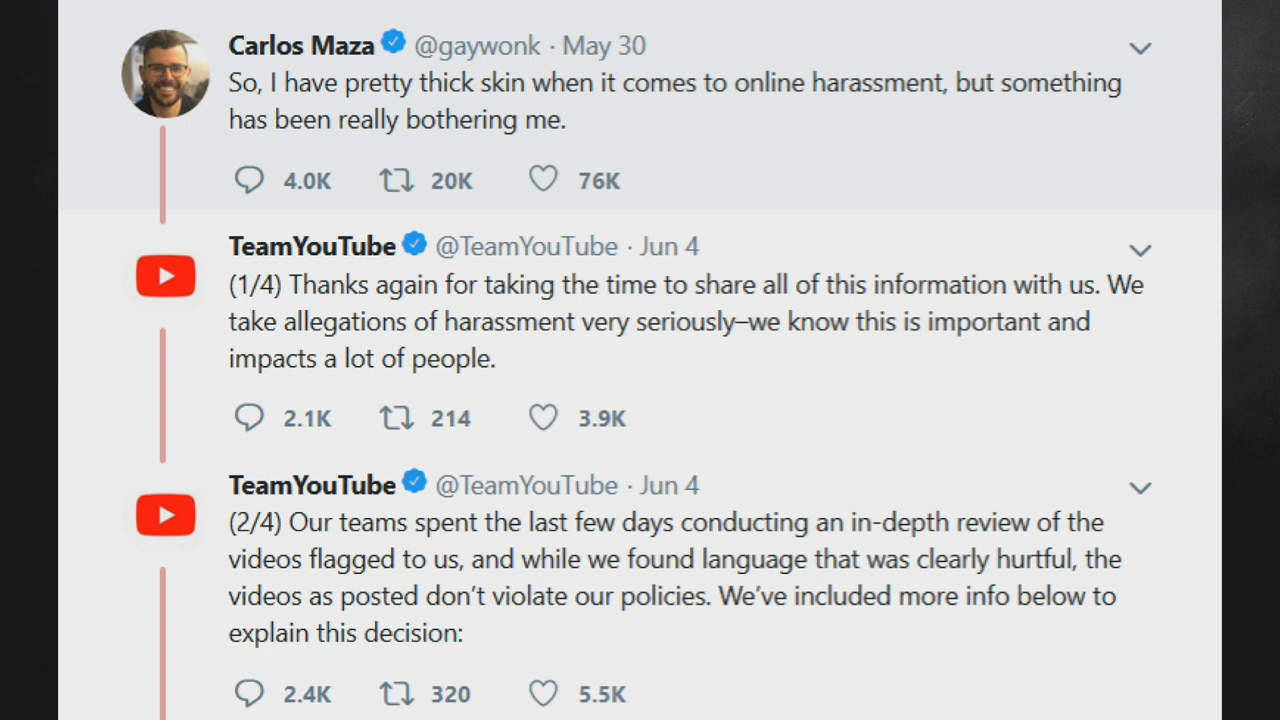 Carlos Maza @gaywonk · May 30
So, I have pretty thick skin when it comes to online harassment, but something
has been really bothering me.
4.0K 20K 76K
TeamYouTube @TeamYouTube · Jun 4
(1/4) Thanks again for taking the time to share all of this information with us. We
take allegations of harassment very seriously–we know this is important and
impacts a lot of people.
2.1K 214 3.9K
TeamYouTube @TeamYouTube · Jun 4
(2/4) Our teams spent the last few days conducting an in-depth review of the
videos flagged to us, and while we found language that was clearly hurtful, the
videos as posted don’t violate our policies. We’ve included more info below to
explain this decision:
2.4K 320 5.5K